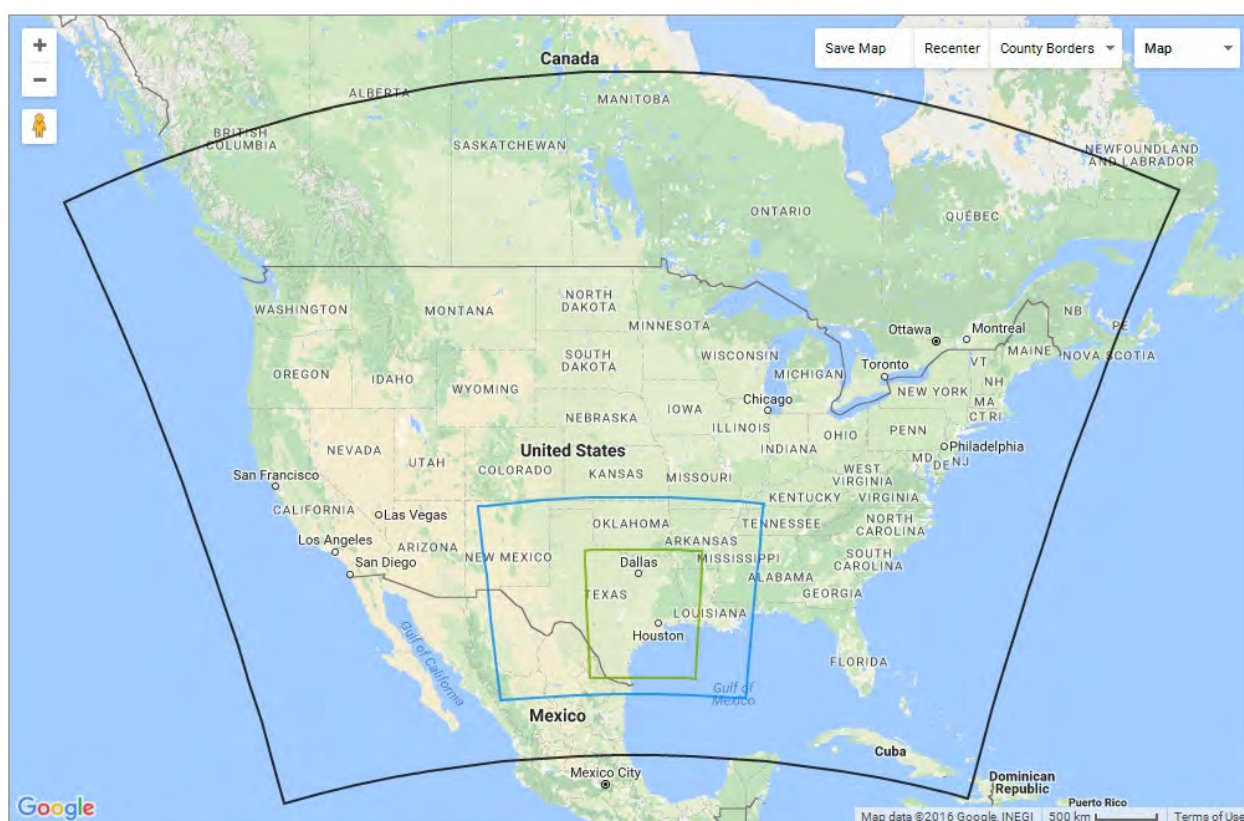 +
−
Save Map
Recenter
County Borders
Map
Canada
ALBERTA
MANITOBA
BRITISH
COLUMBIA
SASKATCHEWAN
NEWFOUNDLAND
AND LABRADOR
ONTARIO
QUÉBEC
WASHINGTON
MONTANA
NORTH
DAKOTA
MINNESOTA
Ottawa
Montreal
NB
PE
NOVA SCOTIA
MAINE
VT
NH
OREGON
IDAHO
SOUTH
DAKOTA
WISCONSIN
MICHIGAN
Toronto
NEW YORK
MA
CT RI
WYOMING
Chicago
NEBRASKA
IOWA
ILLINOIS
INDIANA
OHIO
PENN
Philadelphia
MD
DE
NJ
NEVADA
UTAH
COLORADO
United States
KANSAS
MISSOURI
WEST
VIRGINIA
KENTUCKY
VIRGINIA
San Francisco
CALIFORNIA
Las Vegas
OKLAHOMA
TENNESSEE
NORTH
CAROLINA
Los Angeles
ARIZONA
NEW MEXICO
ARKANSAS
MISSISSIPPI
SOUTH
CAROLINA
San Diego
Dallas
ALABAMA
GEORGIA
TEXAS
LOUISIANA
Houston
Gulf of California
FLORIDA
Gulf of
Mexico
Mexico
Cuba
Mexico City
Dominican
Republic
Puerto Rico
Google
Map data ©2016 Google, INEGI
500 km
Terms of Use